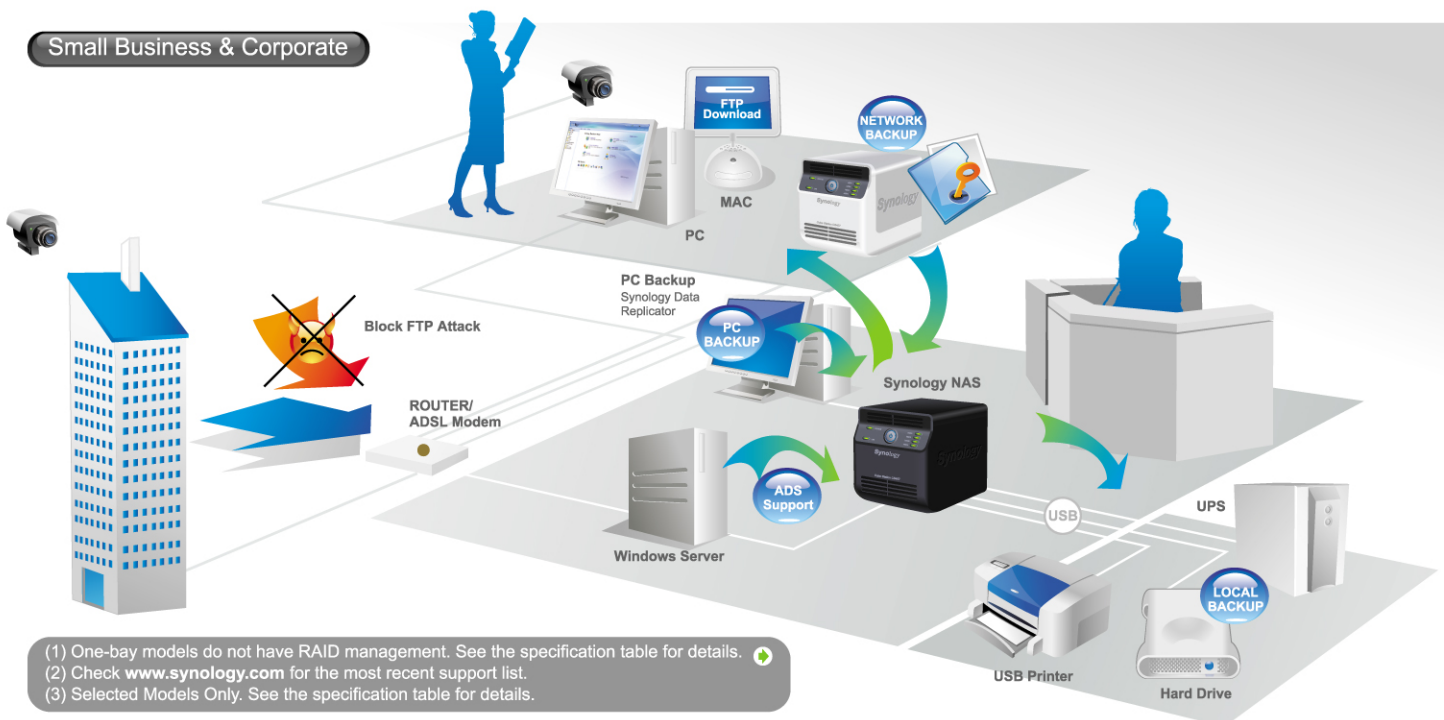 Small Business & Corporate
FTP
Download
NETWORK
BACKUP
Synology
Synology
MAC
PC
PC Backup
Synology Data
Replicator
Block FTP Attack
PC
BACKUP
Synology NAS
ROUTER/
ADSL Modem
Synology
Synology
ADS
Support
USB
UPS
Windows Server
LOCAL
BACKUP
USB Printer
Hard Drive
(1) One-bay models do not have RAID management. See the specification table for details.
(2) Check www.synology.com for the most recent support list.
(3) Selected Models Only. See the specification table for details.